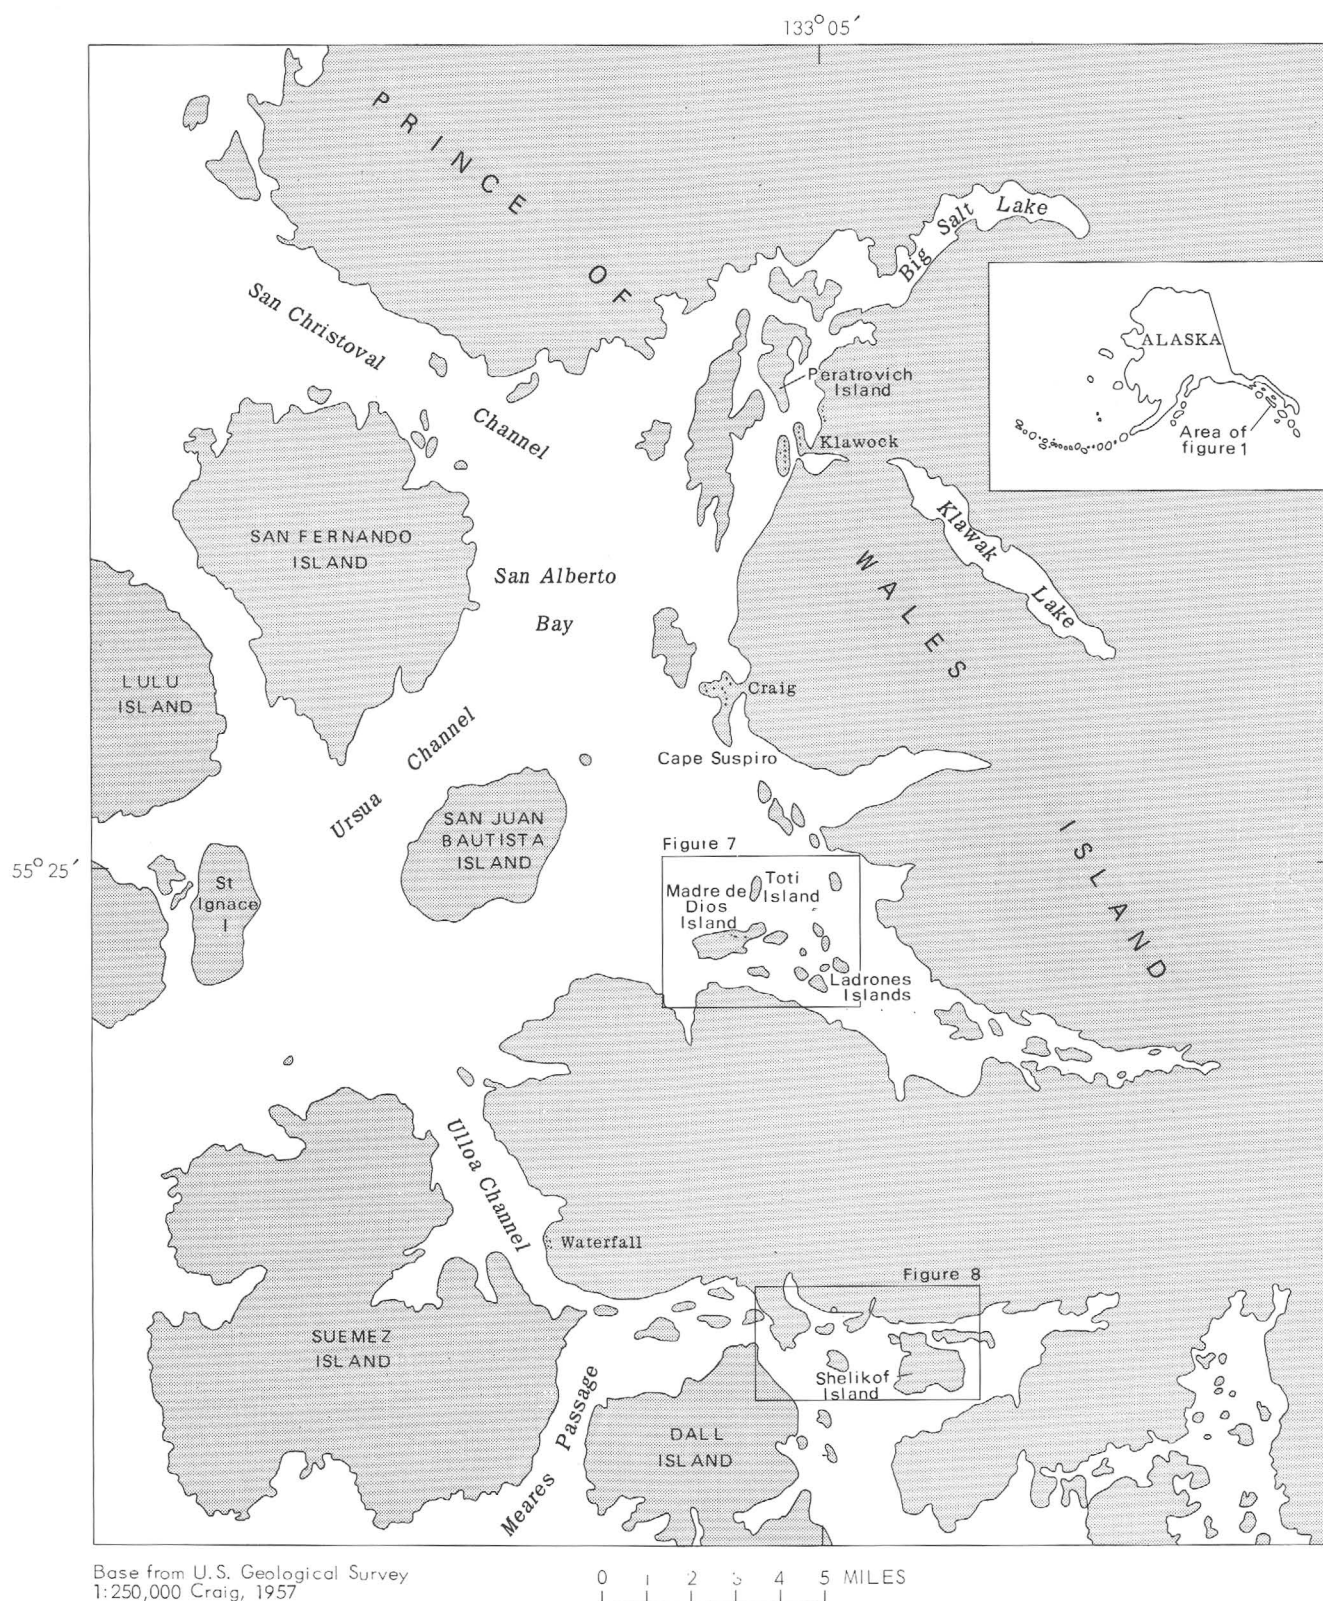 133°05′
PRINCE
OF
WALES
ISLAND
Big Salt Lake
San Christoval
Channel
ALASKA
Area of
figure 1
Peratrovich
Island
Klawock
Klawak
Lake
SAN FERNANDO
ISLAND
San Alberto
Bay
LULU
ISLAND
Craig
Ursua Channel
Cape Suspiro
SAN JUAN
BAUTISTA
ISLAND
Figure 7
55°25′
St
Ignace
I
Madre de
Dios
Island
Toti
Island
Ladrones
Islands
Ulloa Channel
Waterfall
Figure 8
SUEMEZ
ISLAND
Shelikof
Island
Meares Passage
DALL
ISLAND
Base from U.S. Geological Survey
1:250,000 Craig, 1957
0 1 2 3 4 5 MILES